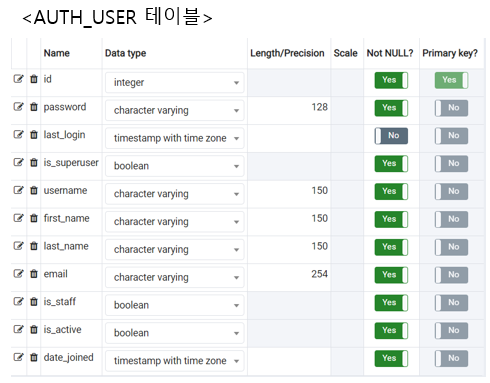 <AUTH_USER 테이블>
Name Data type Length/Precision Scale Not NULL? Primary key?
id integer Yes Yes
password character varying 128 Yes No
last_login timestamp with time zone No No
is_superuser boolean Yes No
username character varying 150 Yes No
first_name character varying 150 Yes No
last_name character varying 150 Yes No
email character varying 254 Yes No
is_staff boolean Yes No
is_active boolean Yes No
date_joined timestamp with time zone Yes No